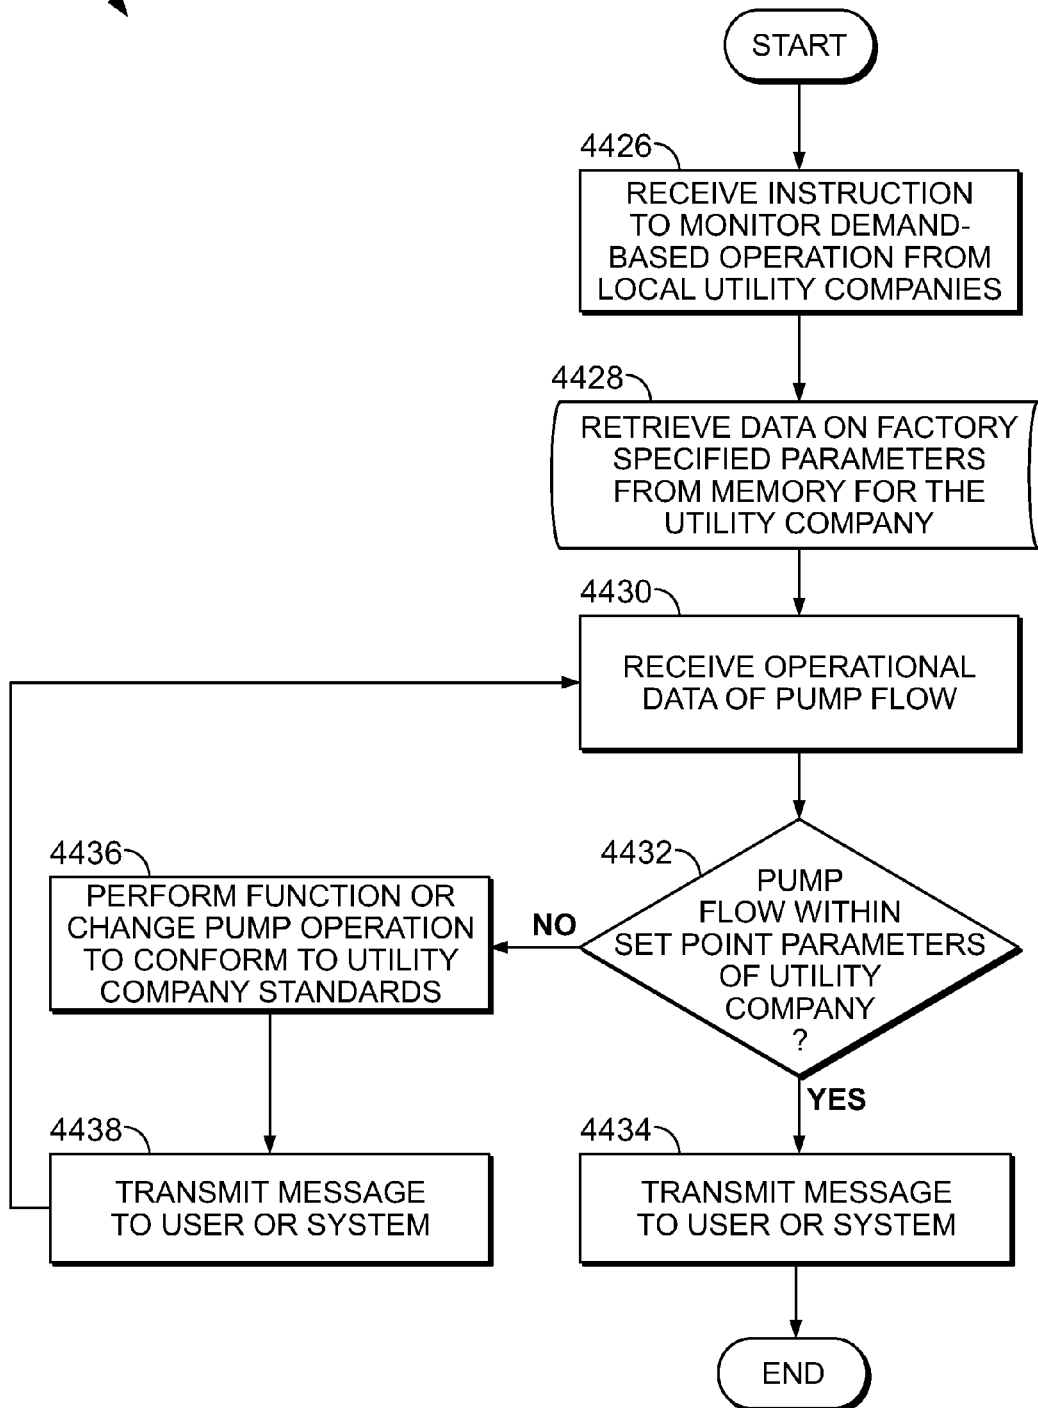 START
4426
RECEIVE INSTRUCTION
TO MONITOR DEMAND-
BASED OPERATION FROM
LOCAL UTILITY COMPANIES
4428
RETRIEVE DATA ON FACTORY
SPECIFIED PARAMETERS
FROM MEMORY FOR THE
UTILITY COMPANY
4430
RECEIVE OPERATIONAL
DATA OF PUMP FLOW
4432
PUMP
FLOW WITHIN
SET POINT PARAMETERS
OF UTILITY
COMPANY
?
NO
4436
PERFORM FUNCTION OR
CHANGE PUMP OPERATION
TO CONFORM TO UTILITY
COMPANY STANDARDS
YES
4438
TRANSMIT MESSAGE
TO USER OR SYSTEM
4434
TRANSMIT MESSAGE
TO USER OR SYSTEM
END